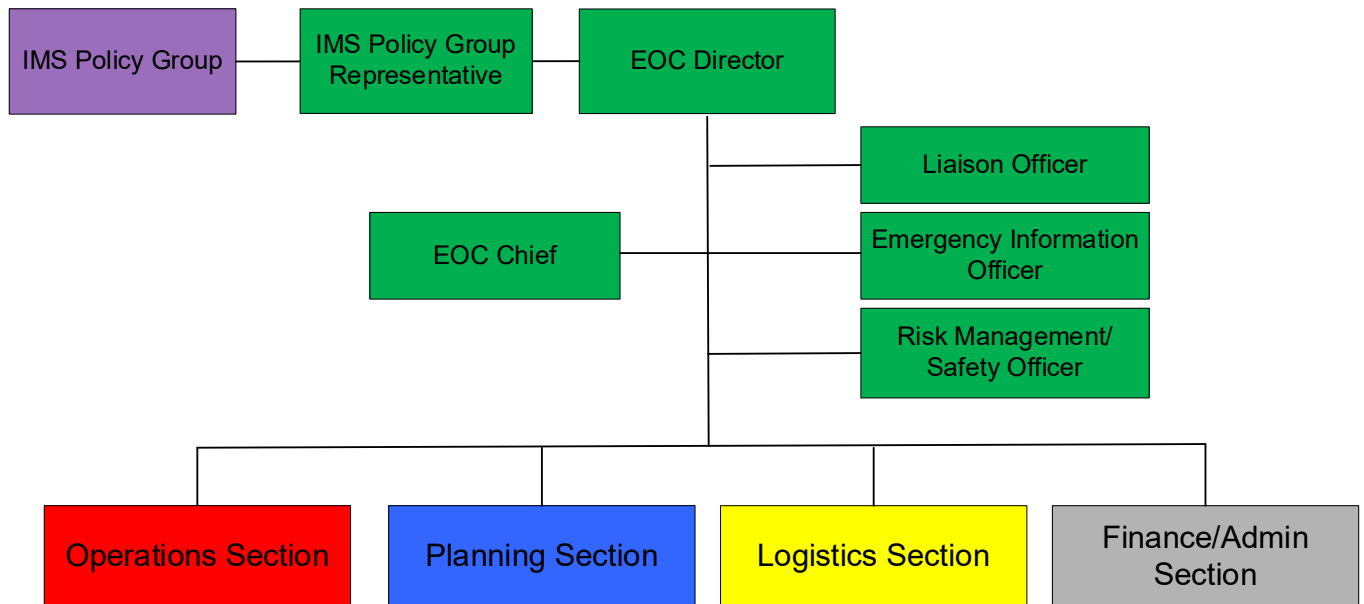 IMS Policy Group
IMS Policy Group
Representative
EOC Director
Liaison Officer
EOC Chief
Emergency Information
Officer
Risk Management/
Safety Officer
Operations Section
Planning Section
Logistics Section
Finance/Admin
Section